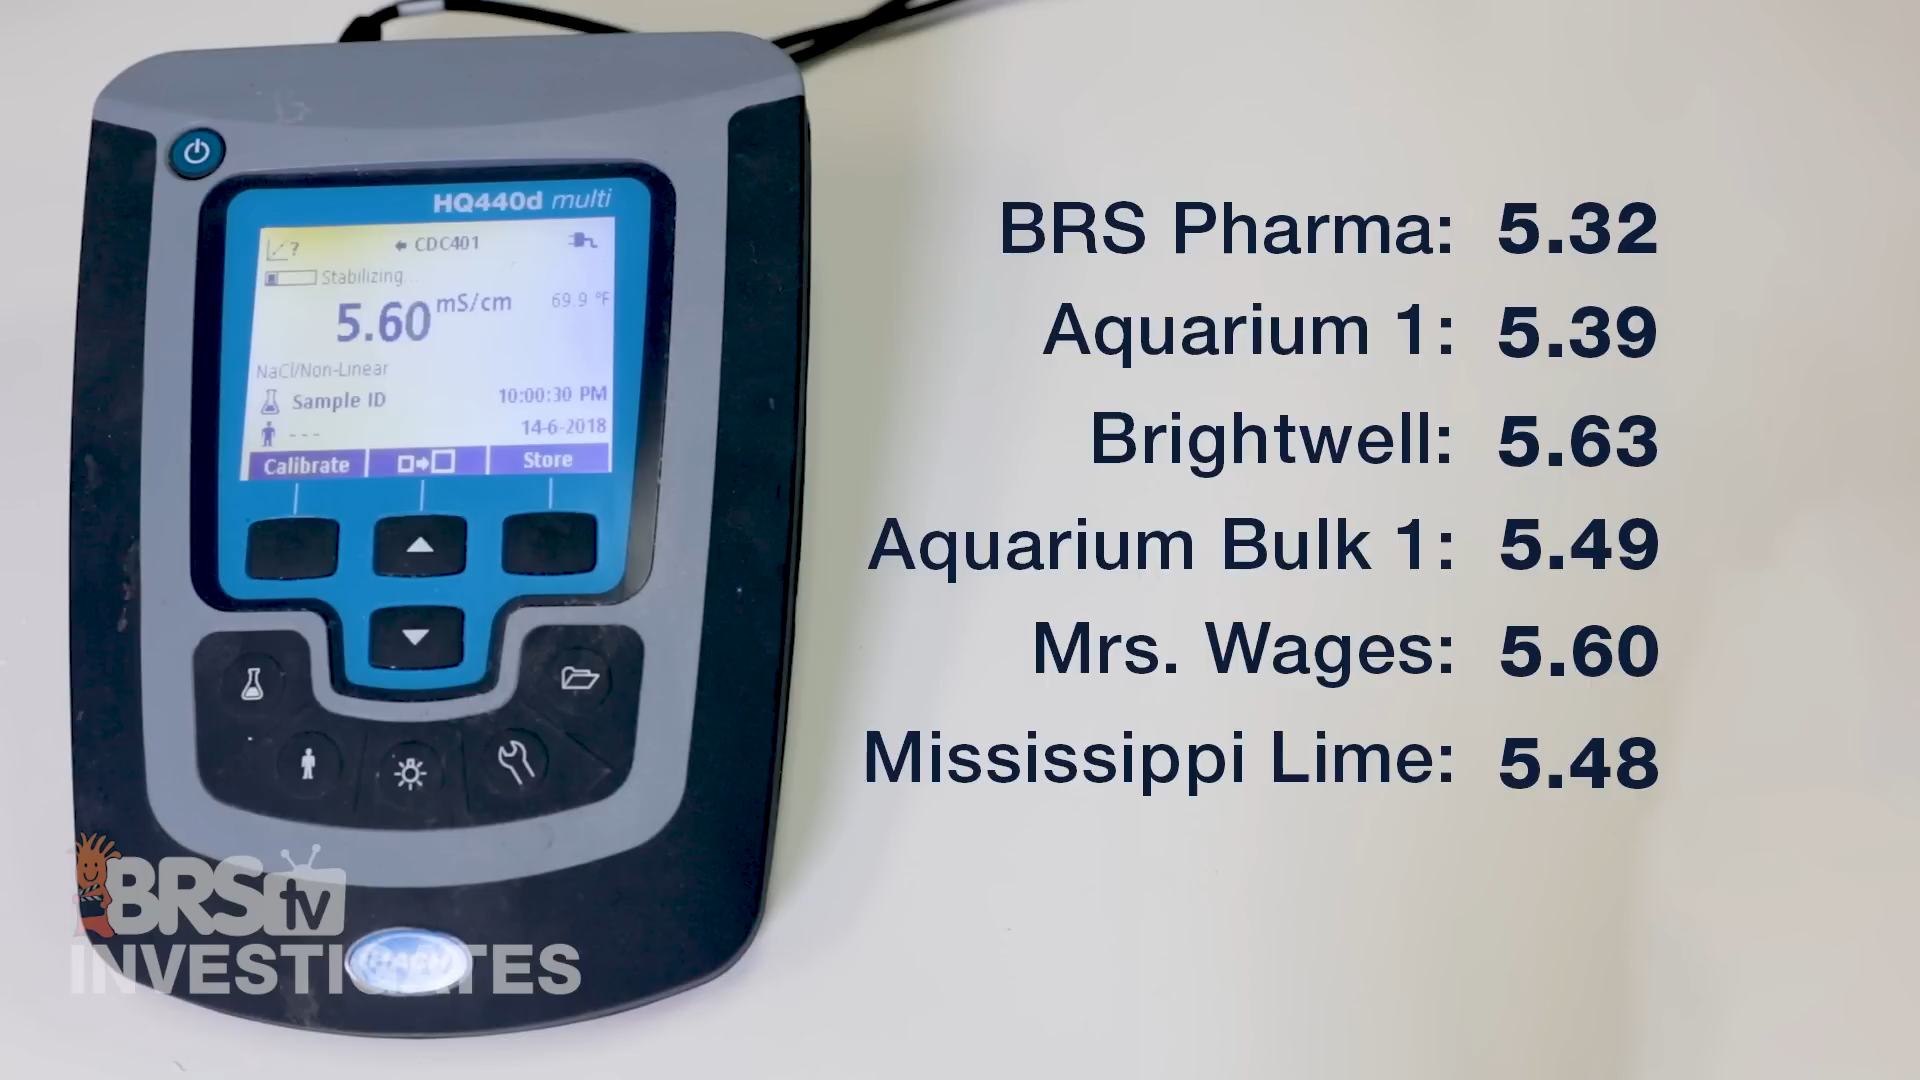 HQ440d multi
? CDC401
Stabilizing...
5.60 mS/cm 69.9 °F
NaCl/Non-Linear
Sample ID 10:00:30 PM
- - - 14-6-2018
Calibrate Store
BRS Pharma: 5.32
Aquarium 1: 5.39
Brightwell: 5.63
Aquarium Bulk 1: 5.49
Mrs. Wages: 5.60
Mississippi Lime: 5.48
BRS tv
INVESTIGATES